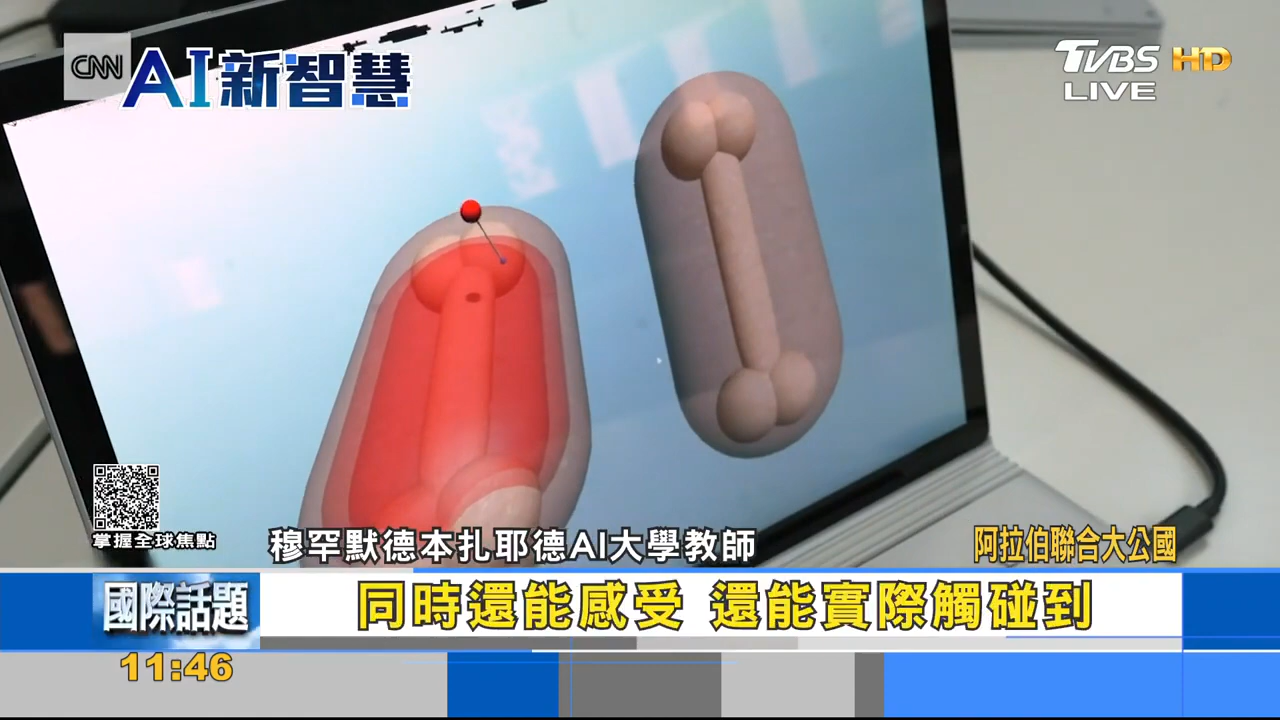 CNN AI新智慧
TVBS HD
LIVE
掌握全球焦點
穆罕默德本扎耶德AI大學教師
阿拉伯聯合大公國
國際話題
同時還能感受 還能實際觸碰到
11:46